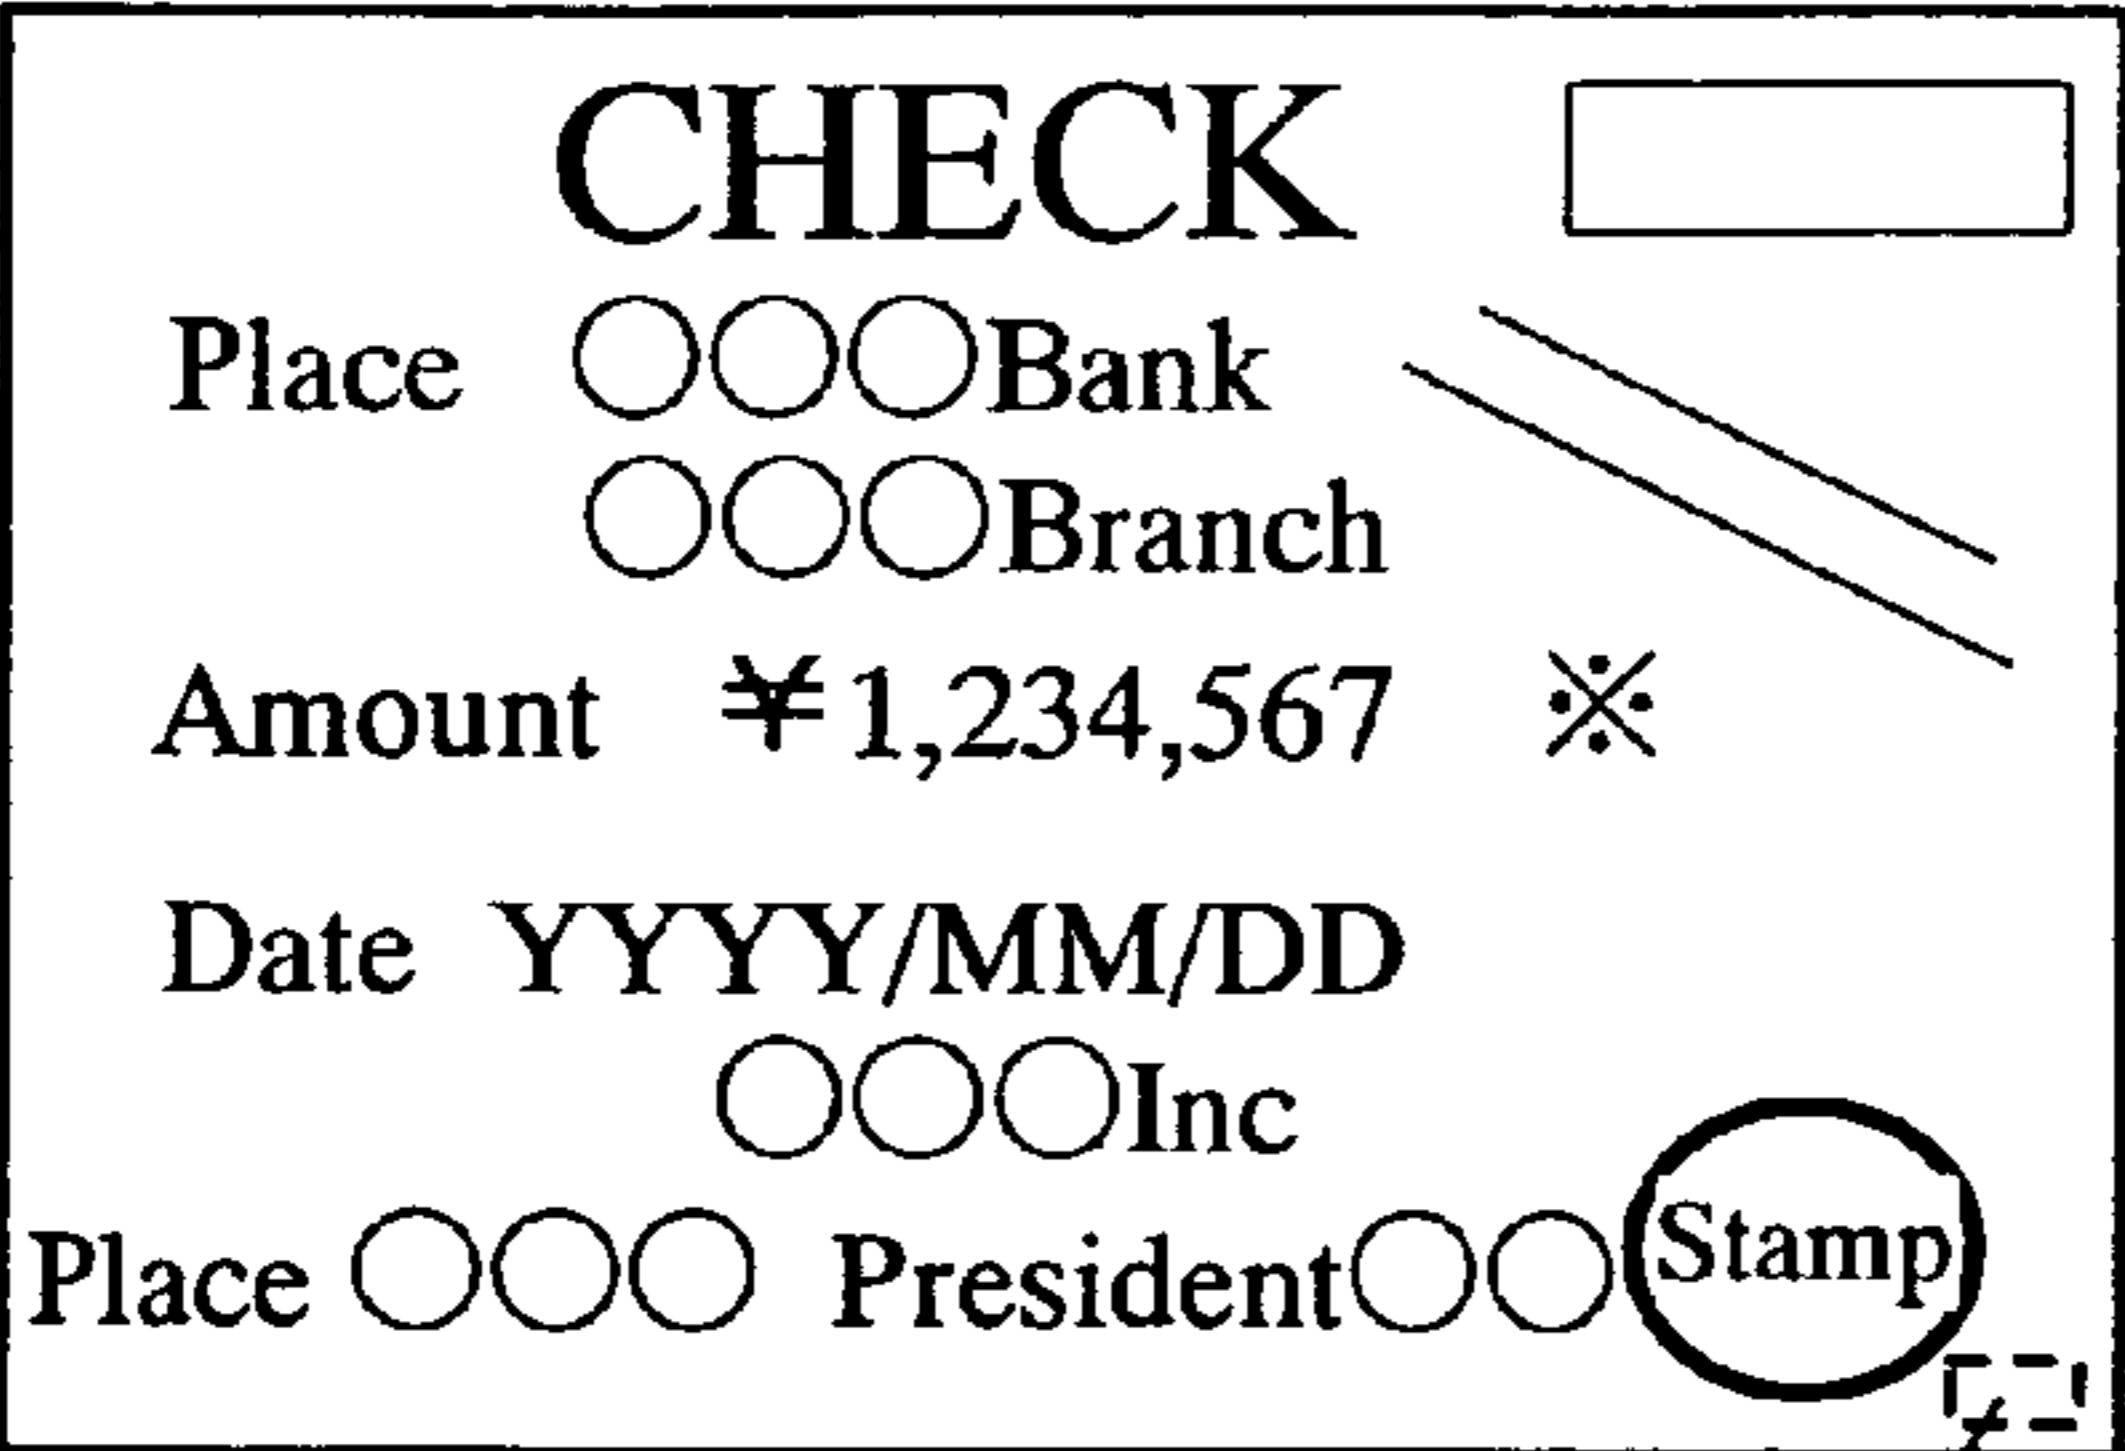 CHECK
Place ○○○Bank
○○○Branch
Amount ¥1,234,567 ※
Date YYYY/MM/DD
○○○Inc
Place ○○○ President○○ Stamp